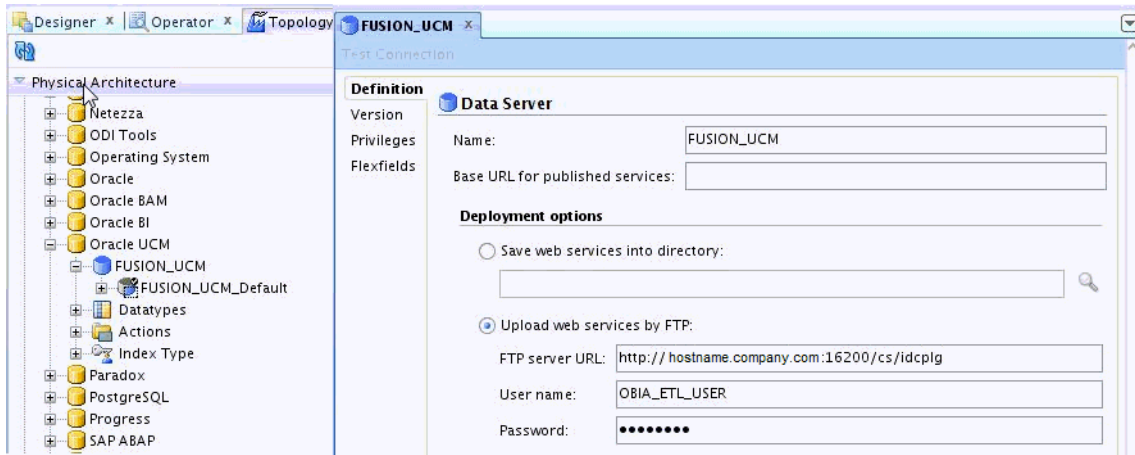 Designer
Operator
Topology
FUSION_UCM
Test Connection
Physical Architecture
Netezza
ODI Tools
Operating System
Oracle
Oracle BAM
Oracle BI
Oracle UCM
FUSION_UCM
FUSION_UCM_Default
Datatypes
Actions
Index Type
Paradox
PostgreSQL
Progress
SAP ABAP
Definition
Version
Privileges
Flexfields
Data Server
Name: FUSION_UCM
Base URL for published services:
Deployment options
Save web services into directory:
Upload web services by FTP:
FTP server URL: http://hostname.company.com:16200/cs/idcplg
User name: OBIA_ETL_USER
Password: ••••••••